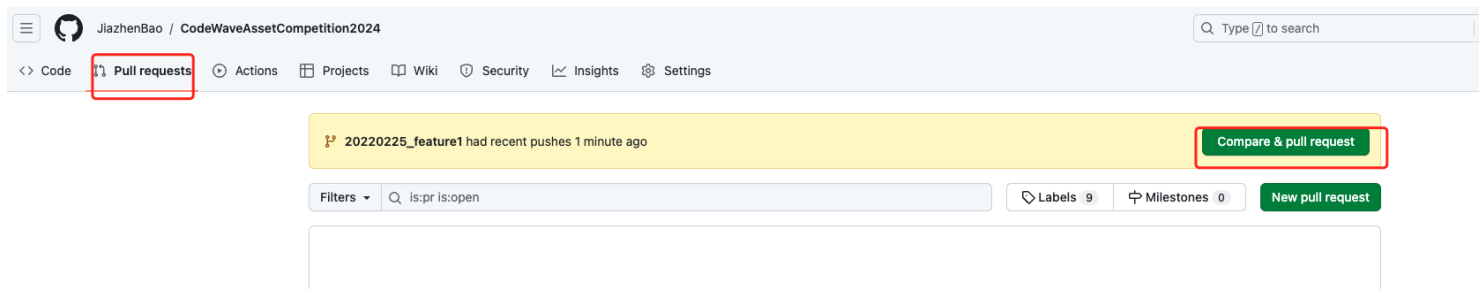 JiazhenBao / CodeWaveAssetCompetition2024
Type / to search
Code Pull requests Actions Projects Wiki Security Insights Settings
20220225_feature1 had recent pushes 1 minute ago
Compare & pull request
Filters is:pr is:open Labels 9 Milestones 0 New pull request